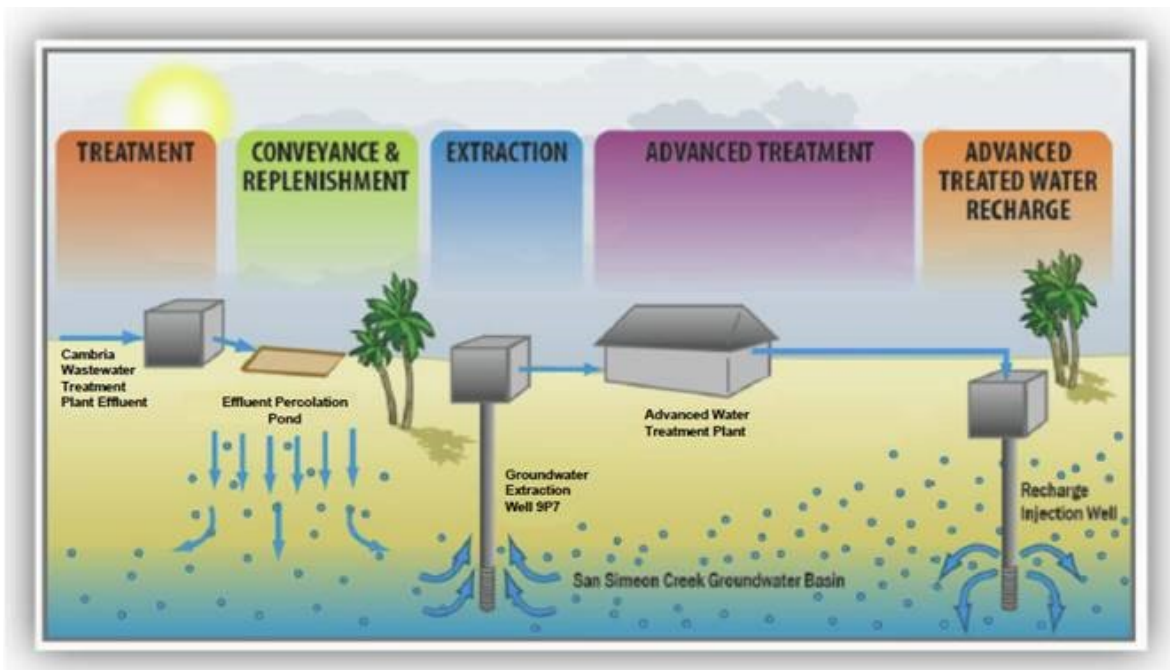 TREATMENT
CONVEYANCE &
REPLENISHMENT
EXTRACTION
ADVANCED TREATMENT
ADVANCED
TREATED WATER
RECHARGE
Cambria
Wastewater
Treatment
Plant Effluent
Effluent Percolation
Pond
Groundwater
Extraction
Well 9P7
Advanced Water
Treatment Plant
Recharge
Injection Well
San Simeon Creek Groundwater Basin